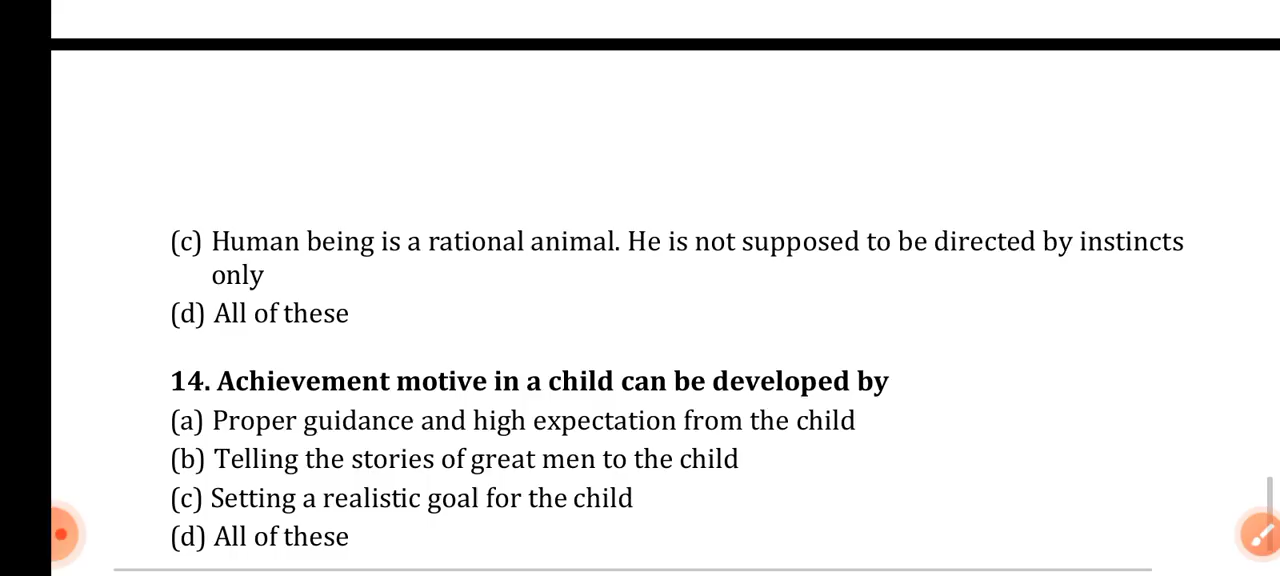 (c) Human being is a rational animal. He is not supposed to be directed by instincts
only
(d) All of these
14. Achievement motive in a child can be developed by
(a) Proper guidance and high expectation from the child
(b) Telling the stories of great men to the child
(c) Setting a realistic goal for the child
(d) All of these